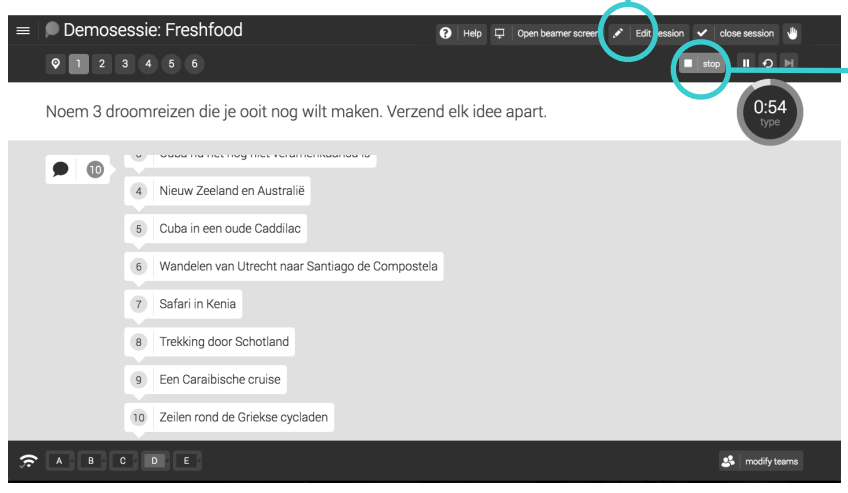 Demosessie: Freshfood
Help
Open beamer screen
Edit session
close session
1 2 3 4 5 6
stop
Noem 3 droomreizen die je ooit nog wilt maken. Verzend elk idee apart.
0:54
type
10
4 Nieuw Zeeland en Australië
5 Cuba in een oude Caddilac
6 Wandelen van Utrecht naar Santiago de Compostela
7 Safari in Kenia
8 Trekking door Schotland
9 Een Caraibische cruise
10 Zeilen rond de Griekse cycladen
A B C D E
modify teams